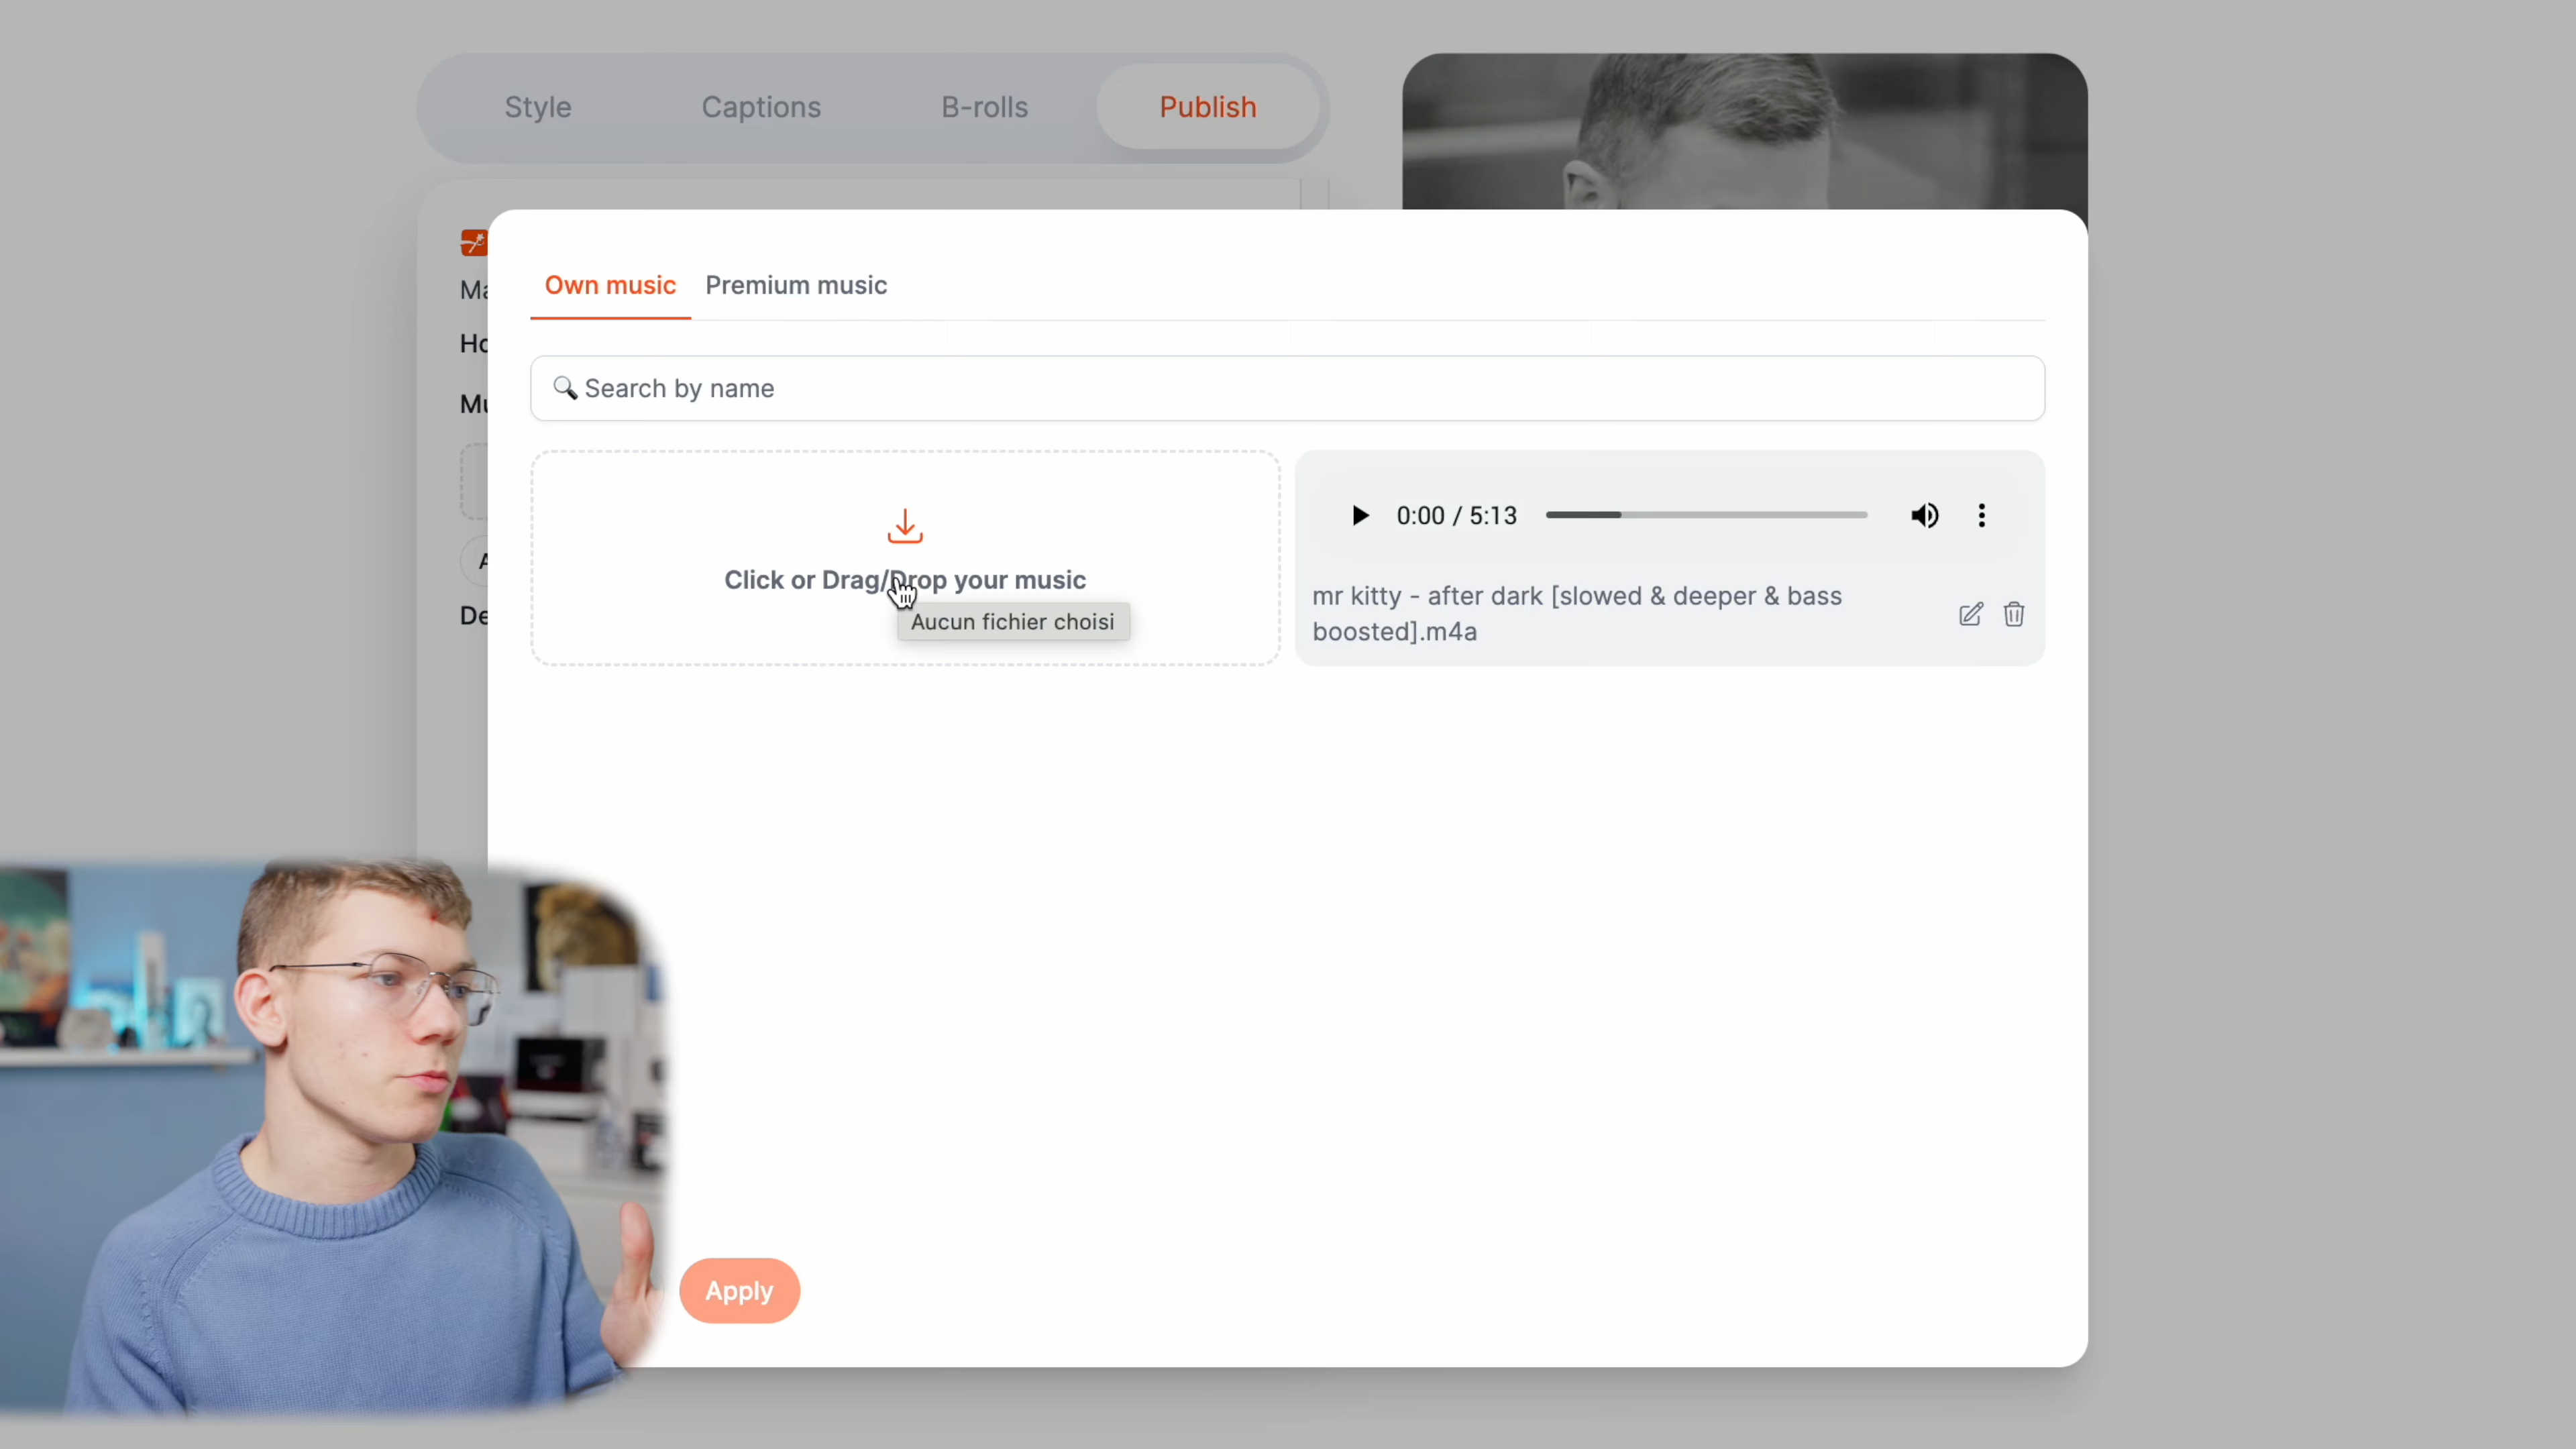 Style Captions B-rolls Publish
Own music Premium music
🔍 Search by name
Click or Drag/Drop your music
Aucun fichier choisi
0:00 / 5:13
mr kitty - after dark [slowed & deeper & bass
boosted].m4a
Apply